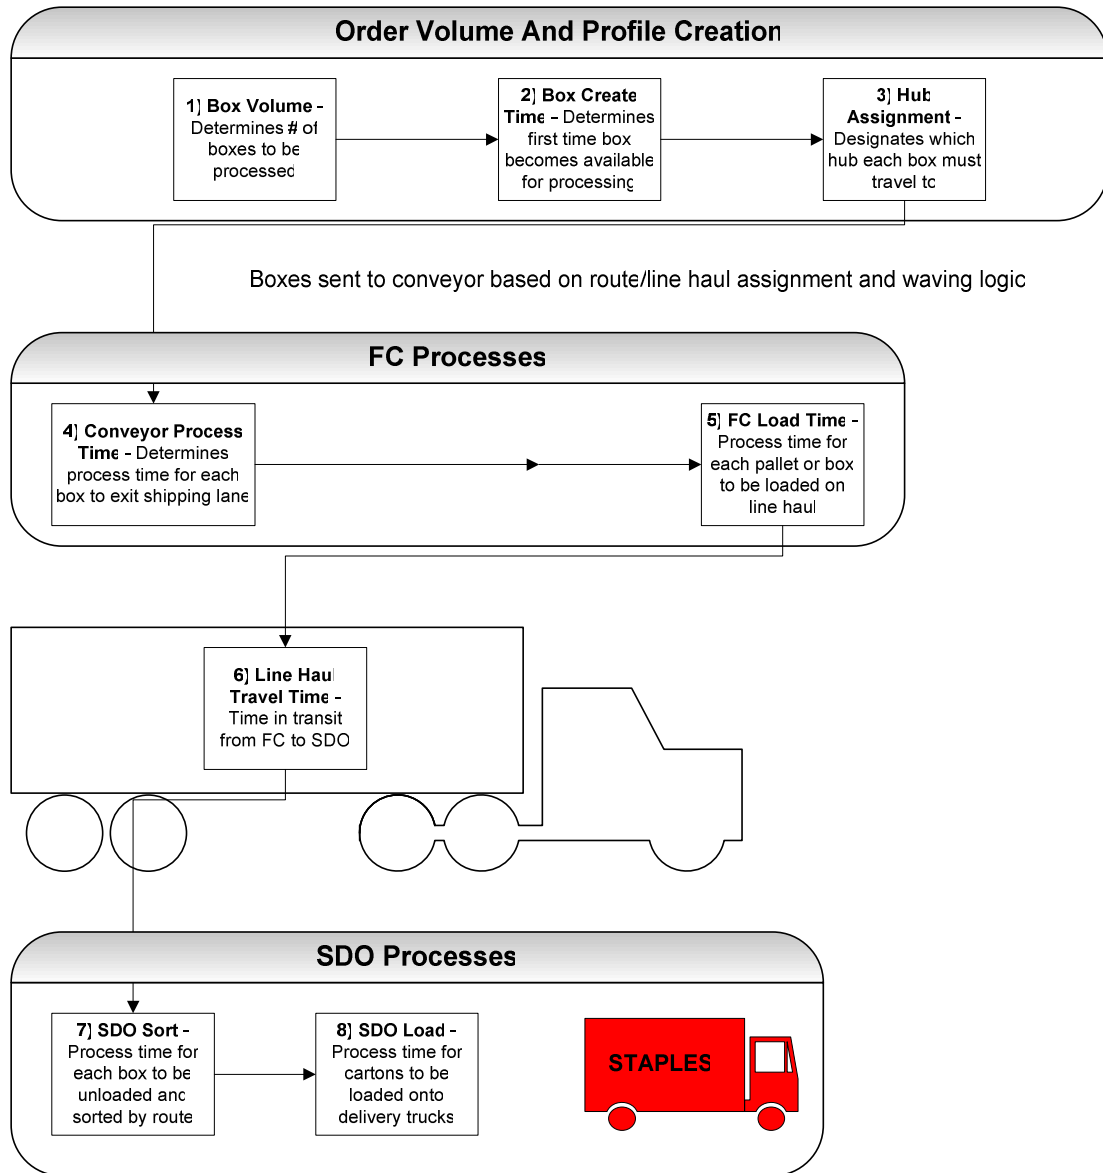 Order Volume And Profile Creation
1) Box Volume –
Determines # of
boxes to be
processed
2) Box Create
Time – Determines
first time box
becomes available
for processing
3) Hub
Assignment –
Designates which
hub each box must
travel to
Boxes sent to conveyor based on route/line haul assignment and waving logic
FC Processes
4) Conveyor Process
Time – Determines
process time for each
box to exit shipping lane
5) FC Load Time –
Process time for
each pallet or box
to be loaded on
line haul
6) Line Haul
Travel Time –
Time in transit
from FC to SDO
SDO Processes
7) SDO Sort –
Process time for
each box to be
unloaded and
sorted by route
8) SDO Load –
Process time for
cartons to be
loaded onto
delivery trucks
STAPLES